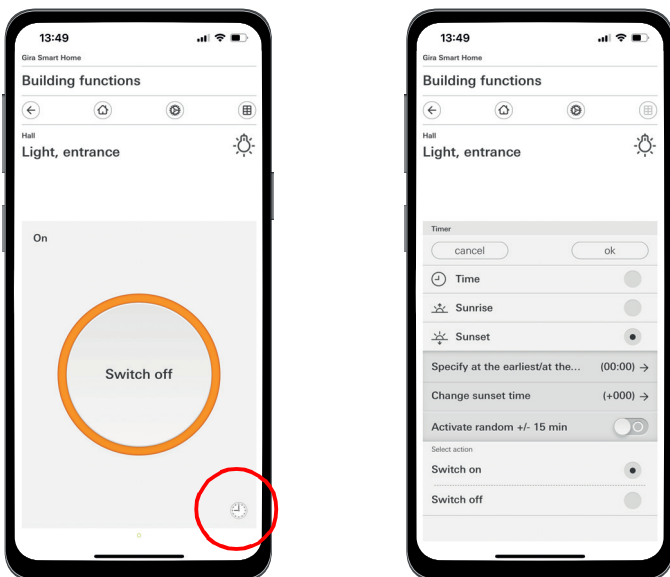 13:49
Gira Smart Home
Building functions
Hall
Light, entrance
On
Switch off
13:49
Gira Smart Home
Building functions
Hall
Light, entrance
Timer
cancel ok
Time
Sunrise
Sunset
Specify at the earliest/at the... (00:00) →
Change sunset time (+000) →
Activate random +/- 15 min
Select action
Switch on
Switch off